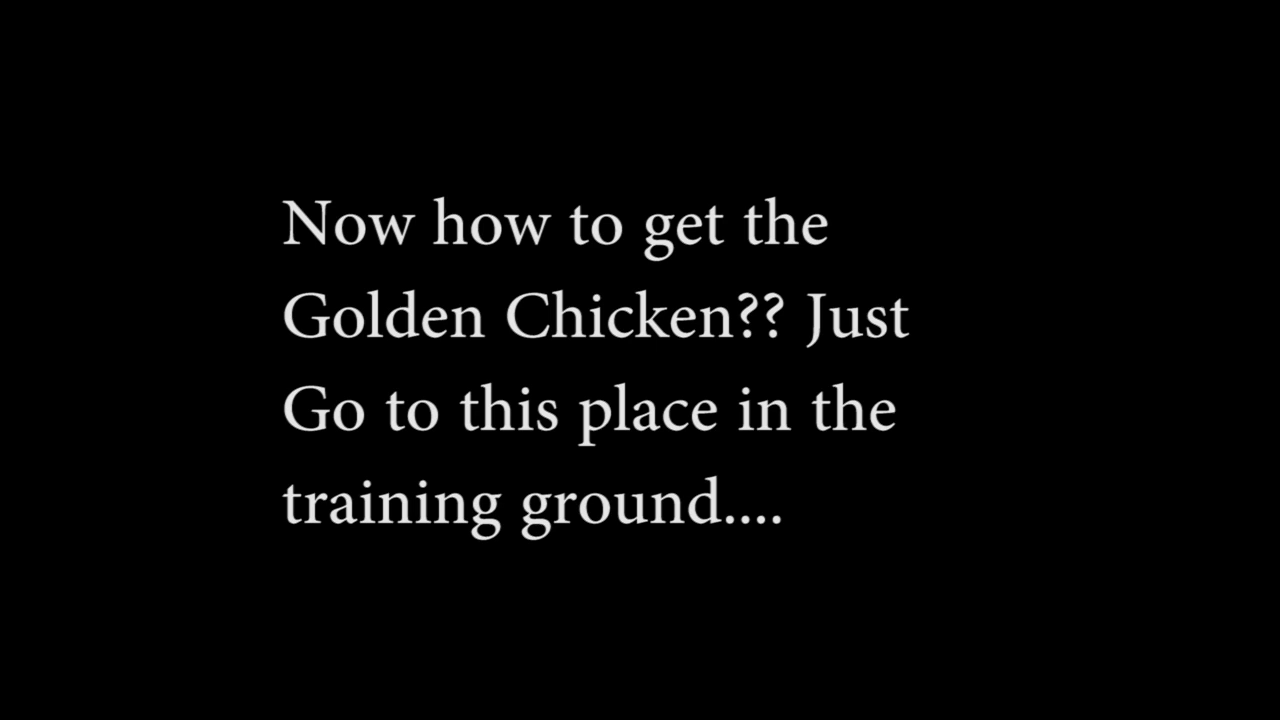 Now how to get the
Golden Chicken?? Just
Go to this place in the
training ground....